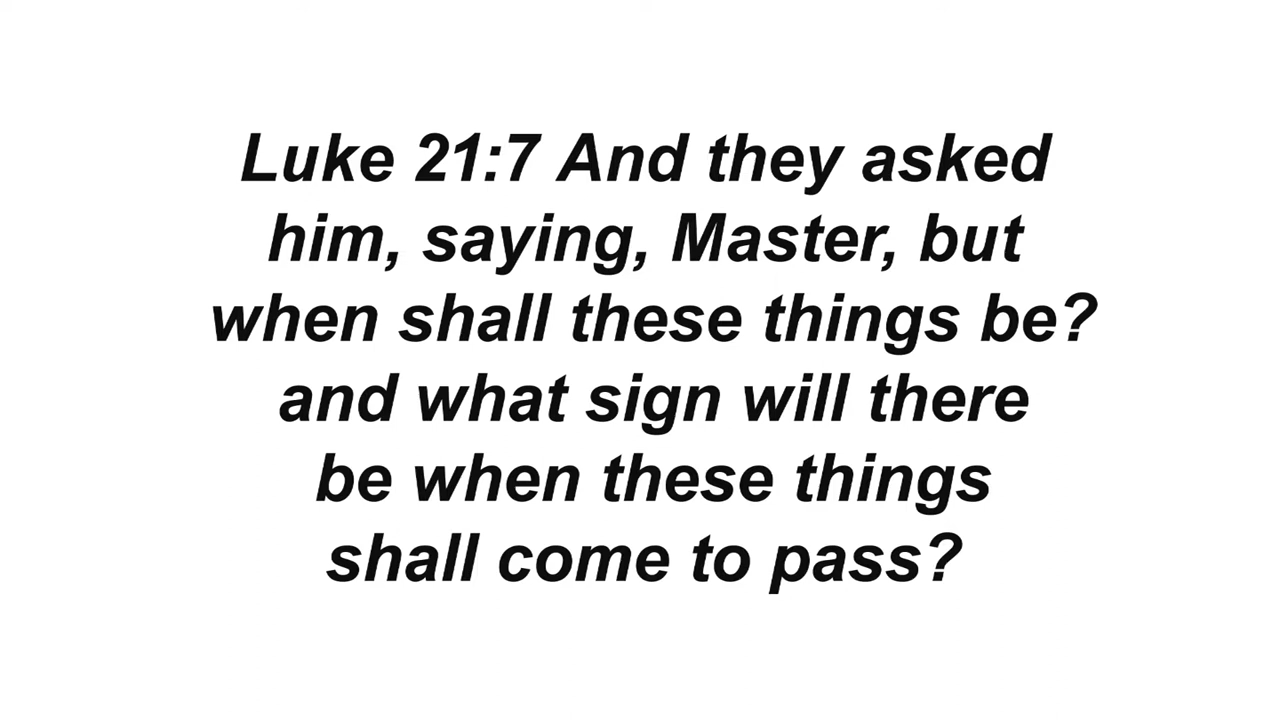 Luke 21:7 And they asked
him, saying, Master, but
when shall these things be?
and what sign will there
be when these things
shall come to pass?